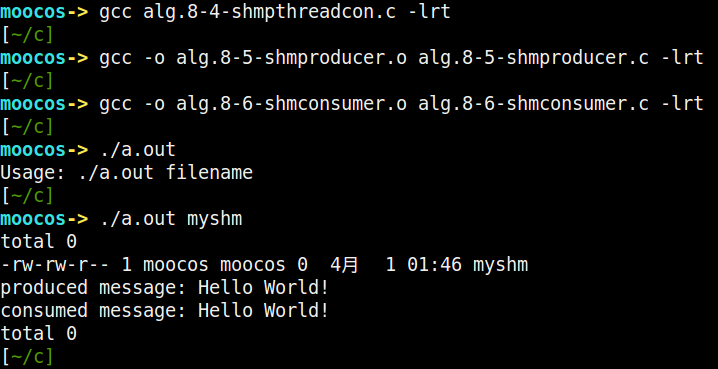 moocos-> gcc alg.8-4-shmpthreadcon.c -lrt
[~/c]
moocos-> gcc -o alg.8-5-shmproducer.o alg.8-5-shmproducer.c -lrt
[~/c]
moocos-> gcc -o alg.8-6-shmconsumer.o alg.8-6-shmconsumer.c -lrt
[~/c]
moocos-> ./a.out
Usage: ./a.out filename
[~/c]
moocos-> ./a.out myshm
total 0
-rw-rw-r-- 1 moocos moocos 0  4月  1 01:46 myshm
produced message: Hello World!
consumed message: Hello World!
total 0
[~/c]